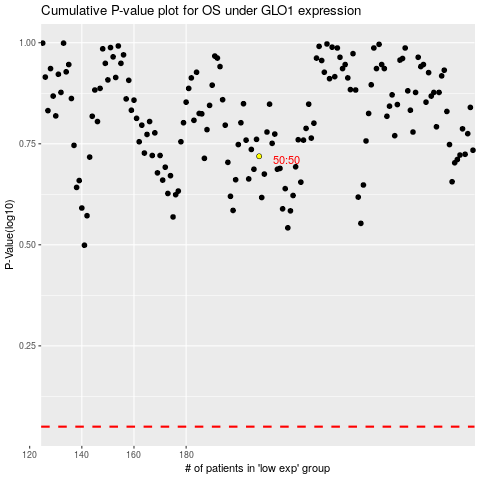 Cumulative P-value plot for OS under GLO1 expression
P-Value(log10)
1.00
0.75
0.50
0.25
50:50
120 140 160 180
# of patients in 'low exp' group